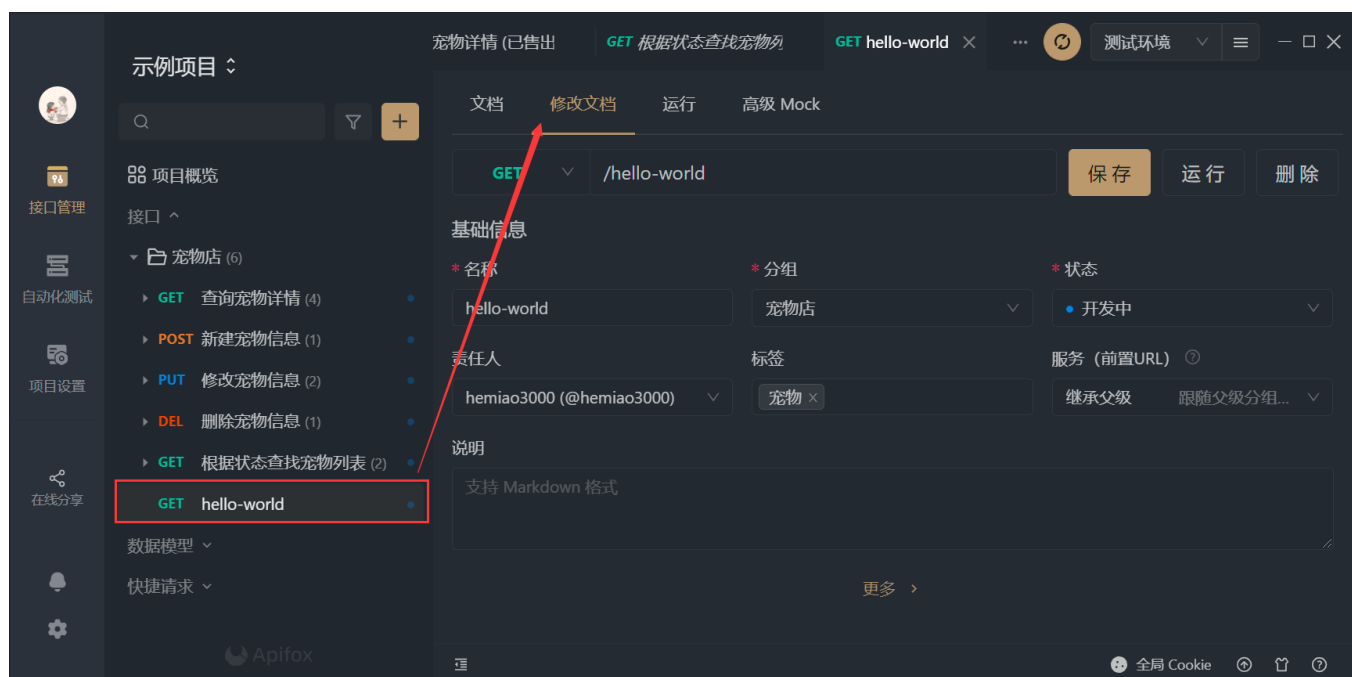 宠物详情 (已售出
GET 根据状态查找宠物列
GET hello-world
测试环境
示例项目
文档
修改文档
运行
高级 Mock
接口管理
自动化测试
项目设置
在线分享
项目概览
接口
宠物店 (6)
GET 查询宠物详情 (4)
POST 新建宠物信息 (1)
PUT 修改宠物信息 (2)
DEL 删除宠物信息 (1)
GET 根据状态查找宠物列表 (2)
GET hello-world
数据模型
快捷请求
Apifox
GET /hello-world
保存
运行
删除
基础信息
* 名称
* 分组
* 状态
hello-world
宠物店
开发中
责任人
标签
服务（前置URL）
hemiao3000 (@hemiao3000)
宠物
继承父级 跟随父级分组...
说明
支持 Markdown 格式
更多
全局 Cookie